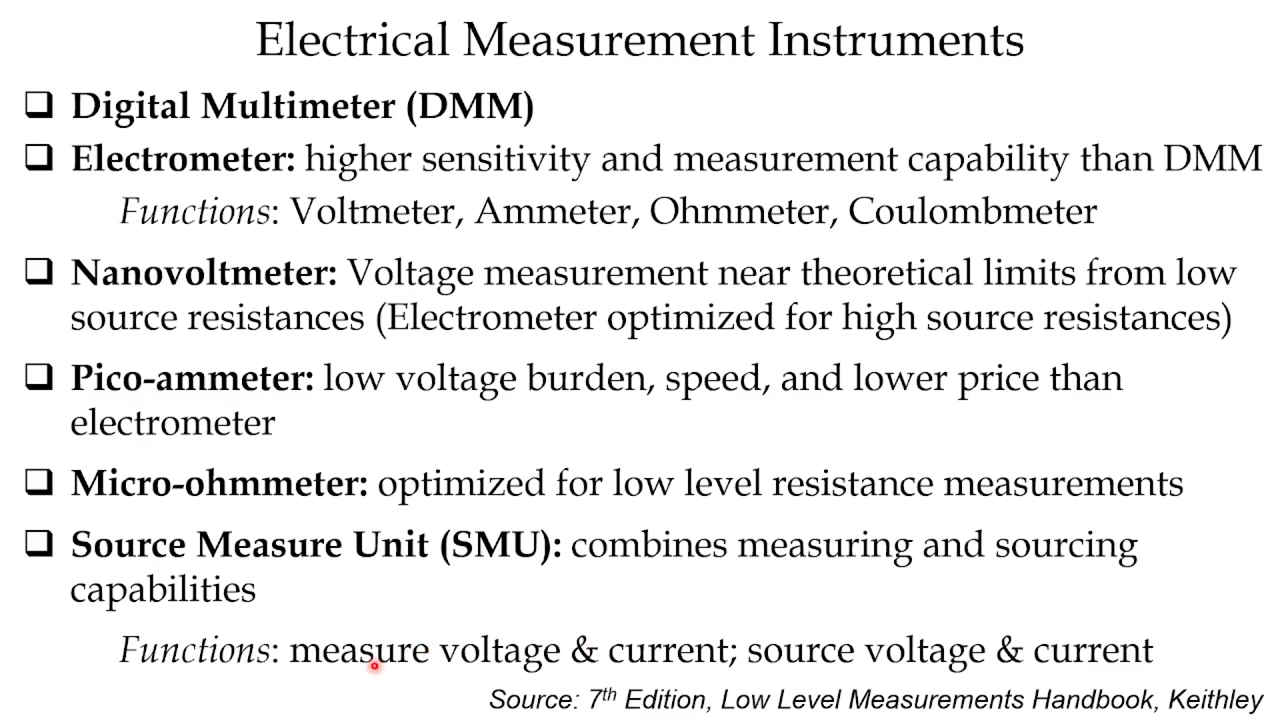 Electrical Measurement Instruments
❑ Digital Multimeter (DMM)
❑ Electrometer: higher sensitivity and measurement capability than DMM
Functions: Voltmeter, Ammeter, Ohmmeter, Coulombmeter
❑ Nanovoltmeter: Voltage measurement near theoretical limits from low
source resistances (Electrometer optimized for high source resistances)
❑ Pico-ammeter: low voltage burden, speed, and lower price than
electrometer
❑ Micro-ohmmeter: optimized for low level resistance measurements
❑ Source Measure Unit (SMU): combines measuring and sourcing
capabilities
Functions: measure voltage & current; source voltage & current
Source: 7th Edition, Low Level Measurements Handbook, Keithley